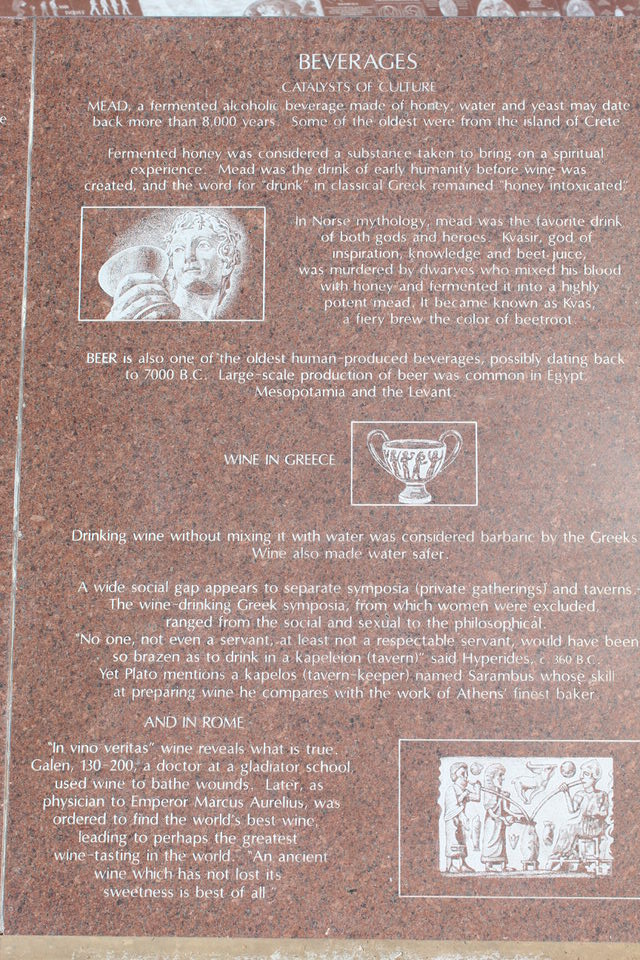 BEVERAGES
CATALYSTS OF CULTURE
MEAD, a fermented alcoholic beverage made of honey, water and yeast may date
back more than 8,000 years. Some of the oldest were from the island of Crete.
Fermented honey was considered a substance taken to bring on a spiritual
experience. Mead was the drink of early humanity before wine was
created, and the word for "drunk" in classical Greek remained "honey intoxicated."
In Norse mythology, mead was the favorite drink
of both gods and heroes. Kvasir, god of
inspiration, knowledge and beet juice,
was murdered by dwarves who mixed his blood
with honey and fermented it into a highly
potent mead. It became known as Kvas,
a fiery brew the color of beetroot.
BEER is also one of the oldest human-produced beverages, possibly dating back
to 7000 B.C. Large-scale production of beer was common in Egypt,
Mesopotamia and the Levant.
WINE IN GREECE
Drinking wine without mixing it with water was considered barbaric by the Greeks.
Wine also made water safer.
A wide social gap appears to separate symposia (private gatherings) and taverns.
The wine-drinking Greek symposia, from which women were excluded,
ranged from the social and sexual to the philosophical.
"No one, not even a servant, at least not a respectable servant, would have been
so brazen as to drink in a kapeleion (tavern)" said Hyperides, c. 360 B.C.
Yet Plato mentions a kapelos (tavern-keeper) named Sarambus whose skill
at preparing wine he compares with the work of Athens' finest baker.
AND IN ROME
"In vino veritas" wine reveals what is true.
Galen, 130-200, a doctor at a gladiator school,
used wine to bathe wounds. Later, as
physician to Emperor Marcus Aurelius, was
ordered to find the world's best wine,
leading to perhaps the greatest
wine-tasting in the world. "An ancient
wine which has not lost its
sweetness is best of all."